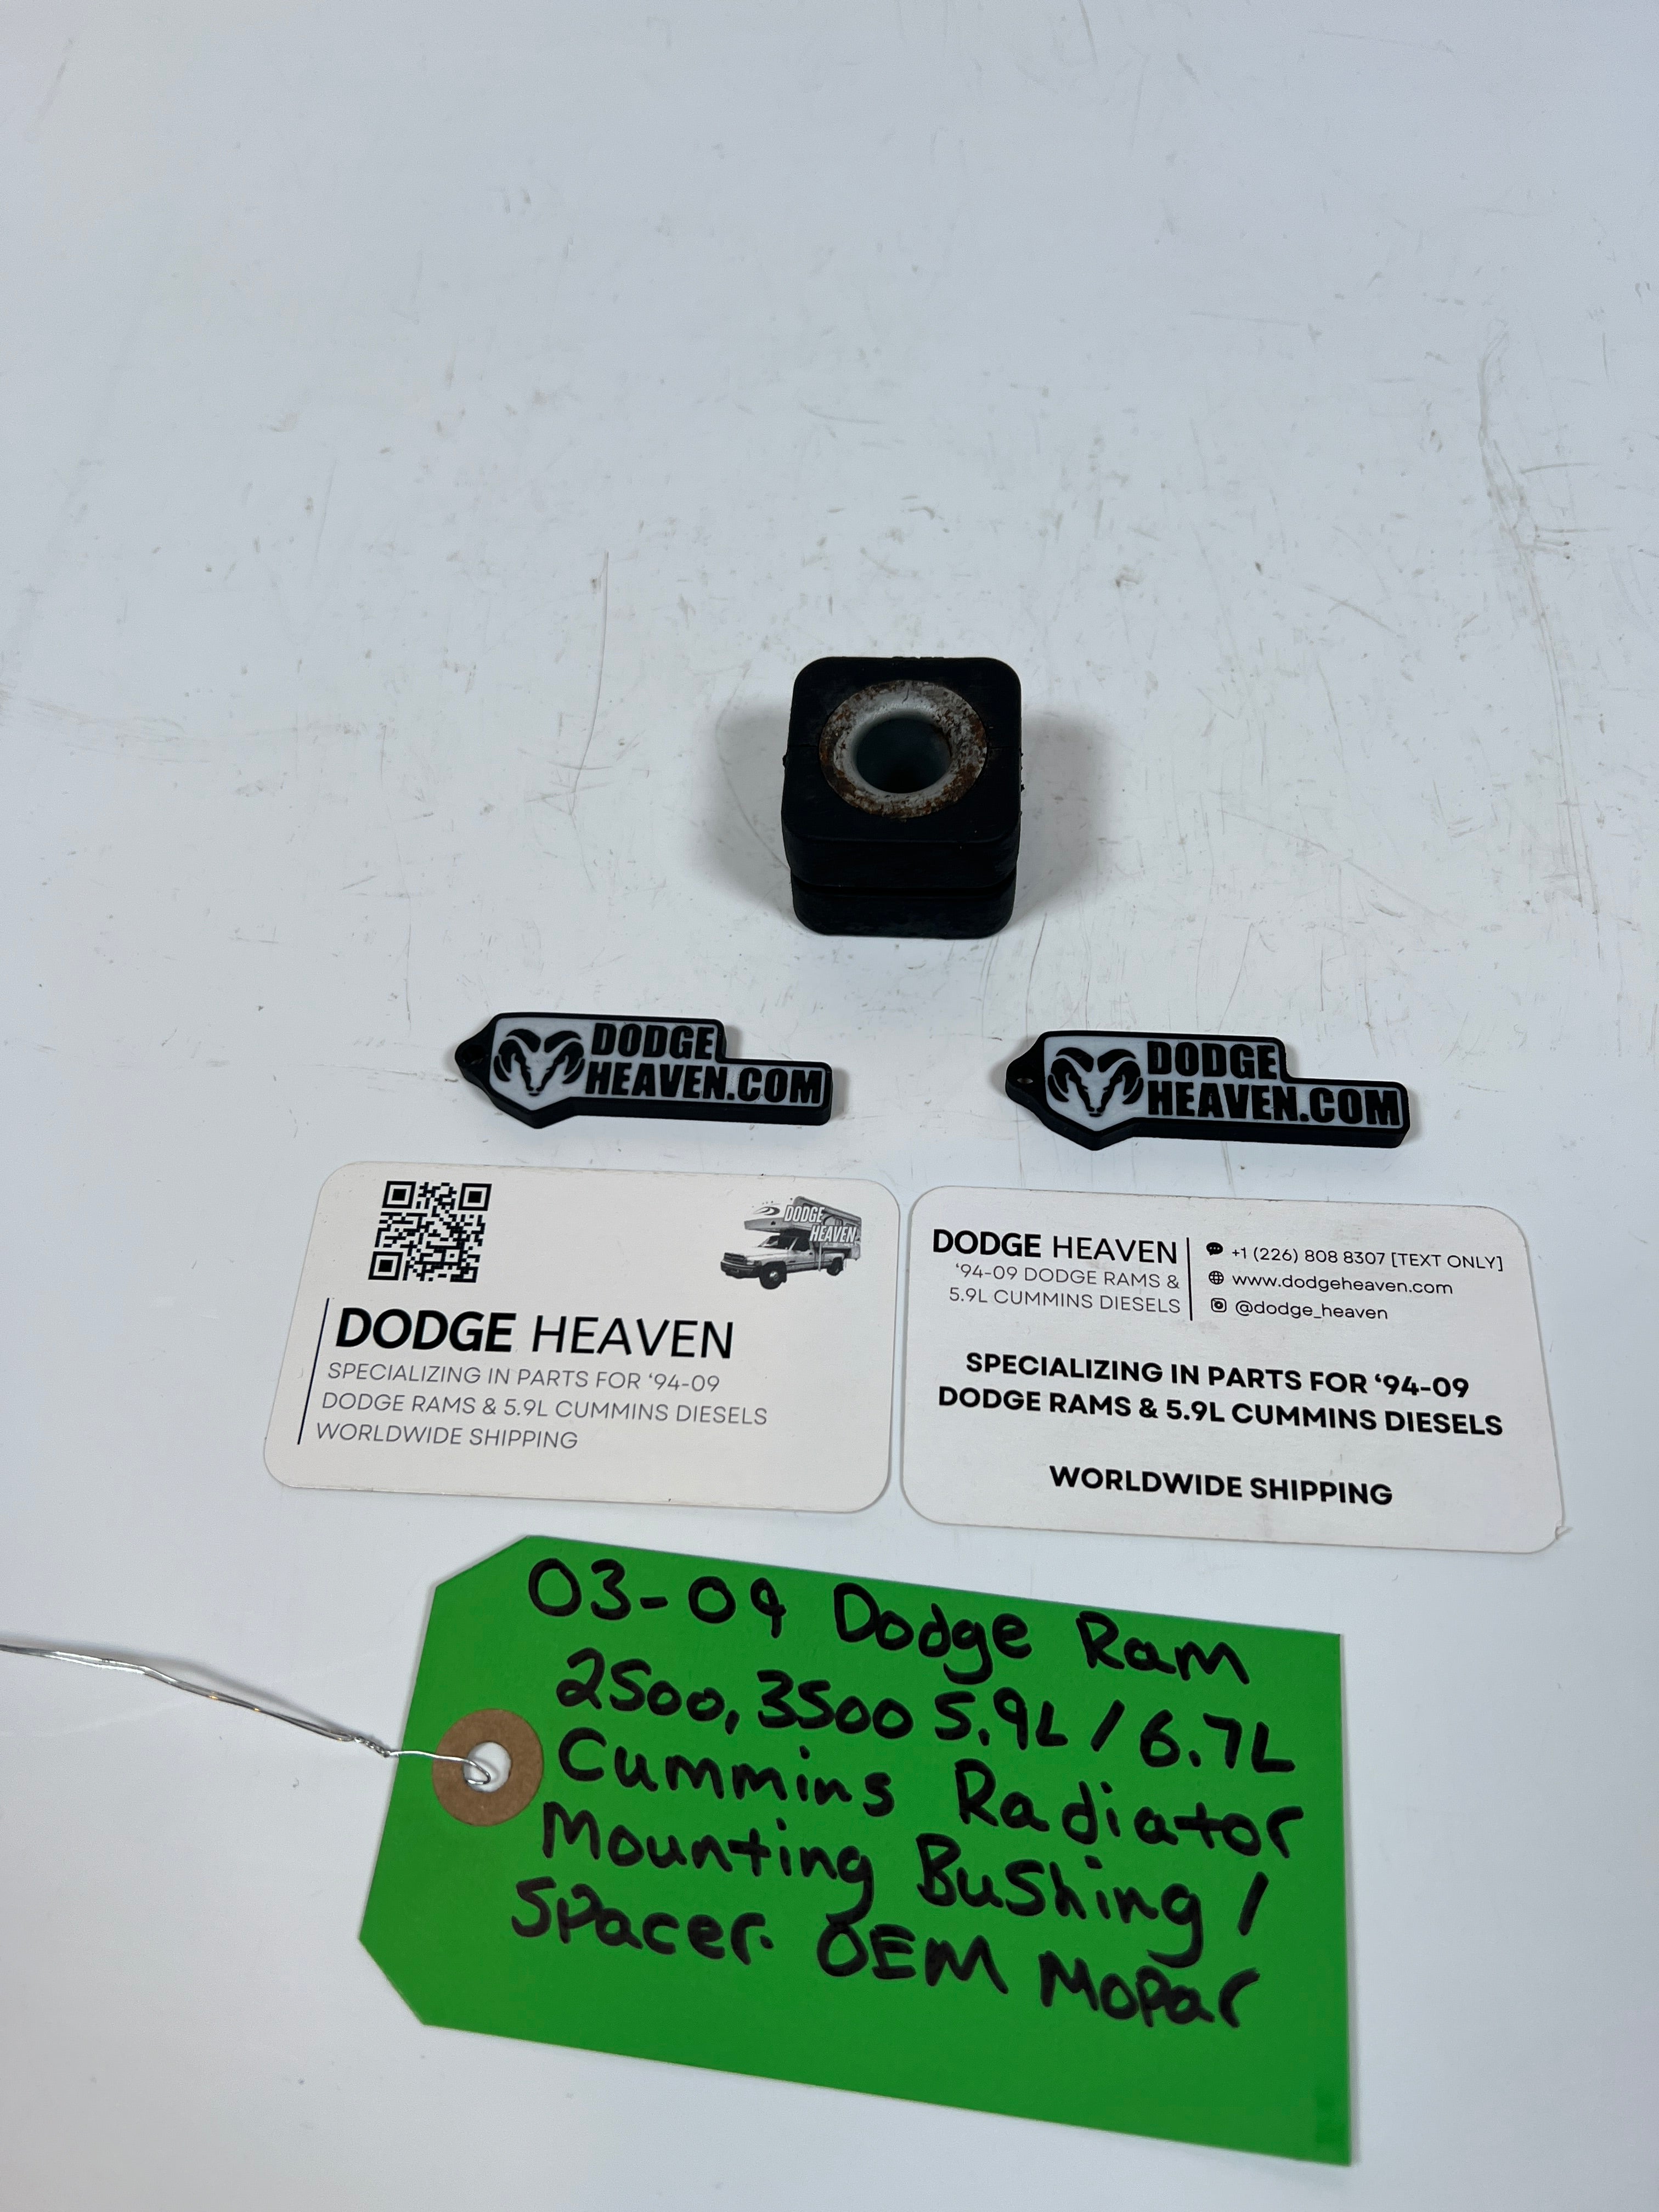 DODGE
HEAVEN.COM
DODGE
HEAVEN.COM
DODGE
HEAVEN
DODGE HEAVEN
SPECIALIZING IN PARTS FOR ‘94-09
DODGE RAMS & 5.9L CUMMINS DIESELS
WORLDWIDE SHIPPING
DODGE HEAVEN
‘94-09 DODGE RAMS &
5.9L CUMMINS DIESELS
+1 (226) 808 8307 [TEXT ONLY]
www.dodgeheaven.com
@dodge_heaven
SPECIALIZING IN PARTS FOR ‘94-09
DODGE RAMS & 5.9L CUMMINS DIESELS
WORLDWIDE SHIPPING
03-09 Dodge Ram
2500, 3500 5.9L / 6.7L
Cummins Radiator
Mounting Bushing /
Spacer. OEM Mopar